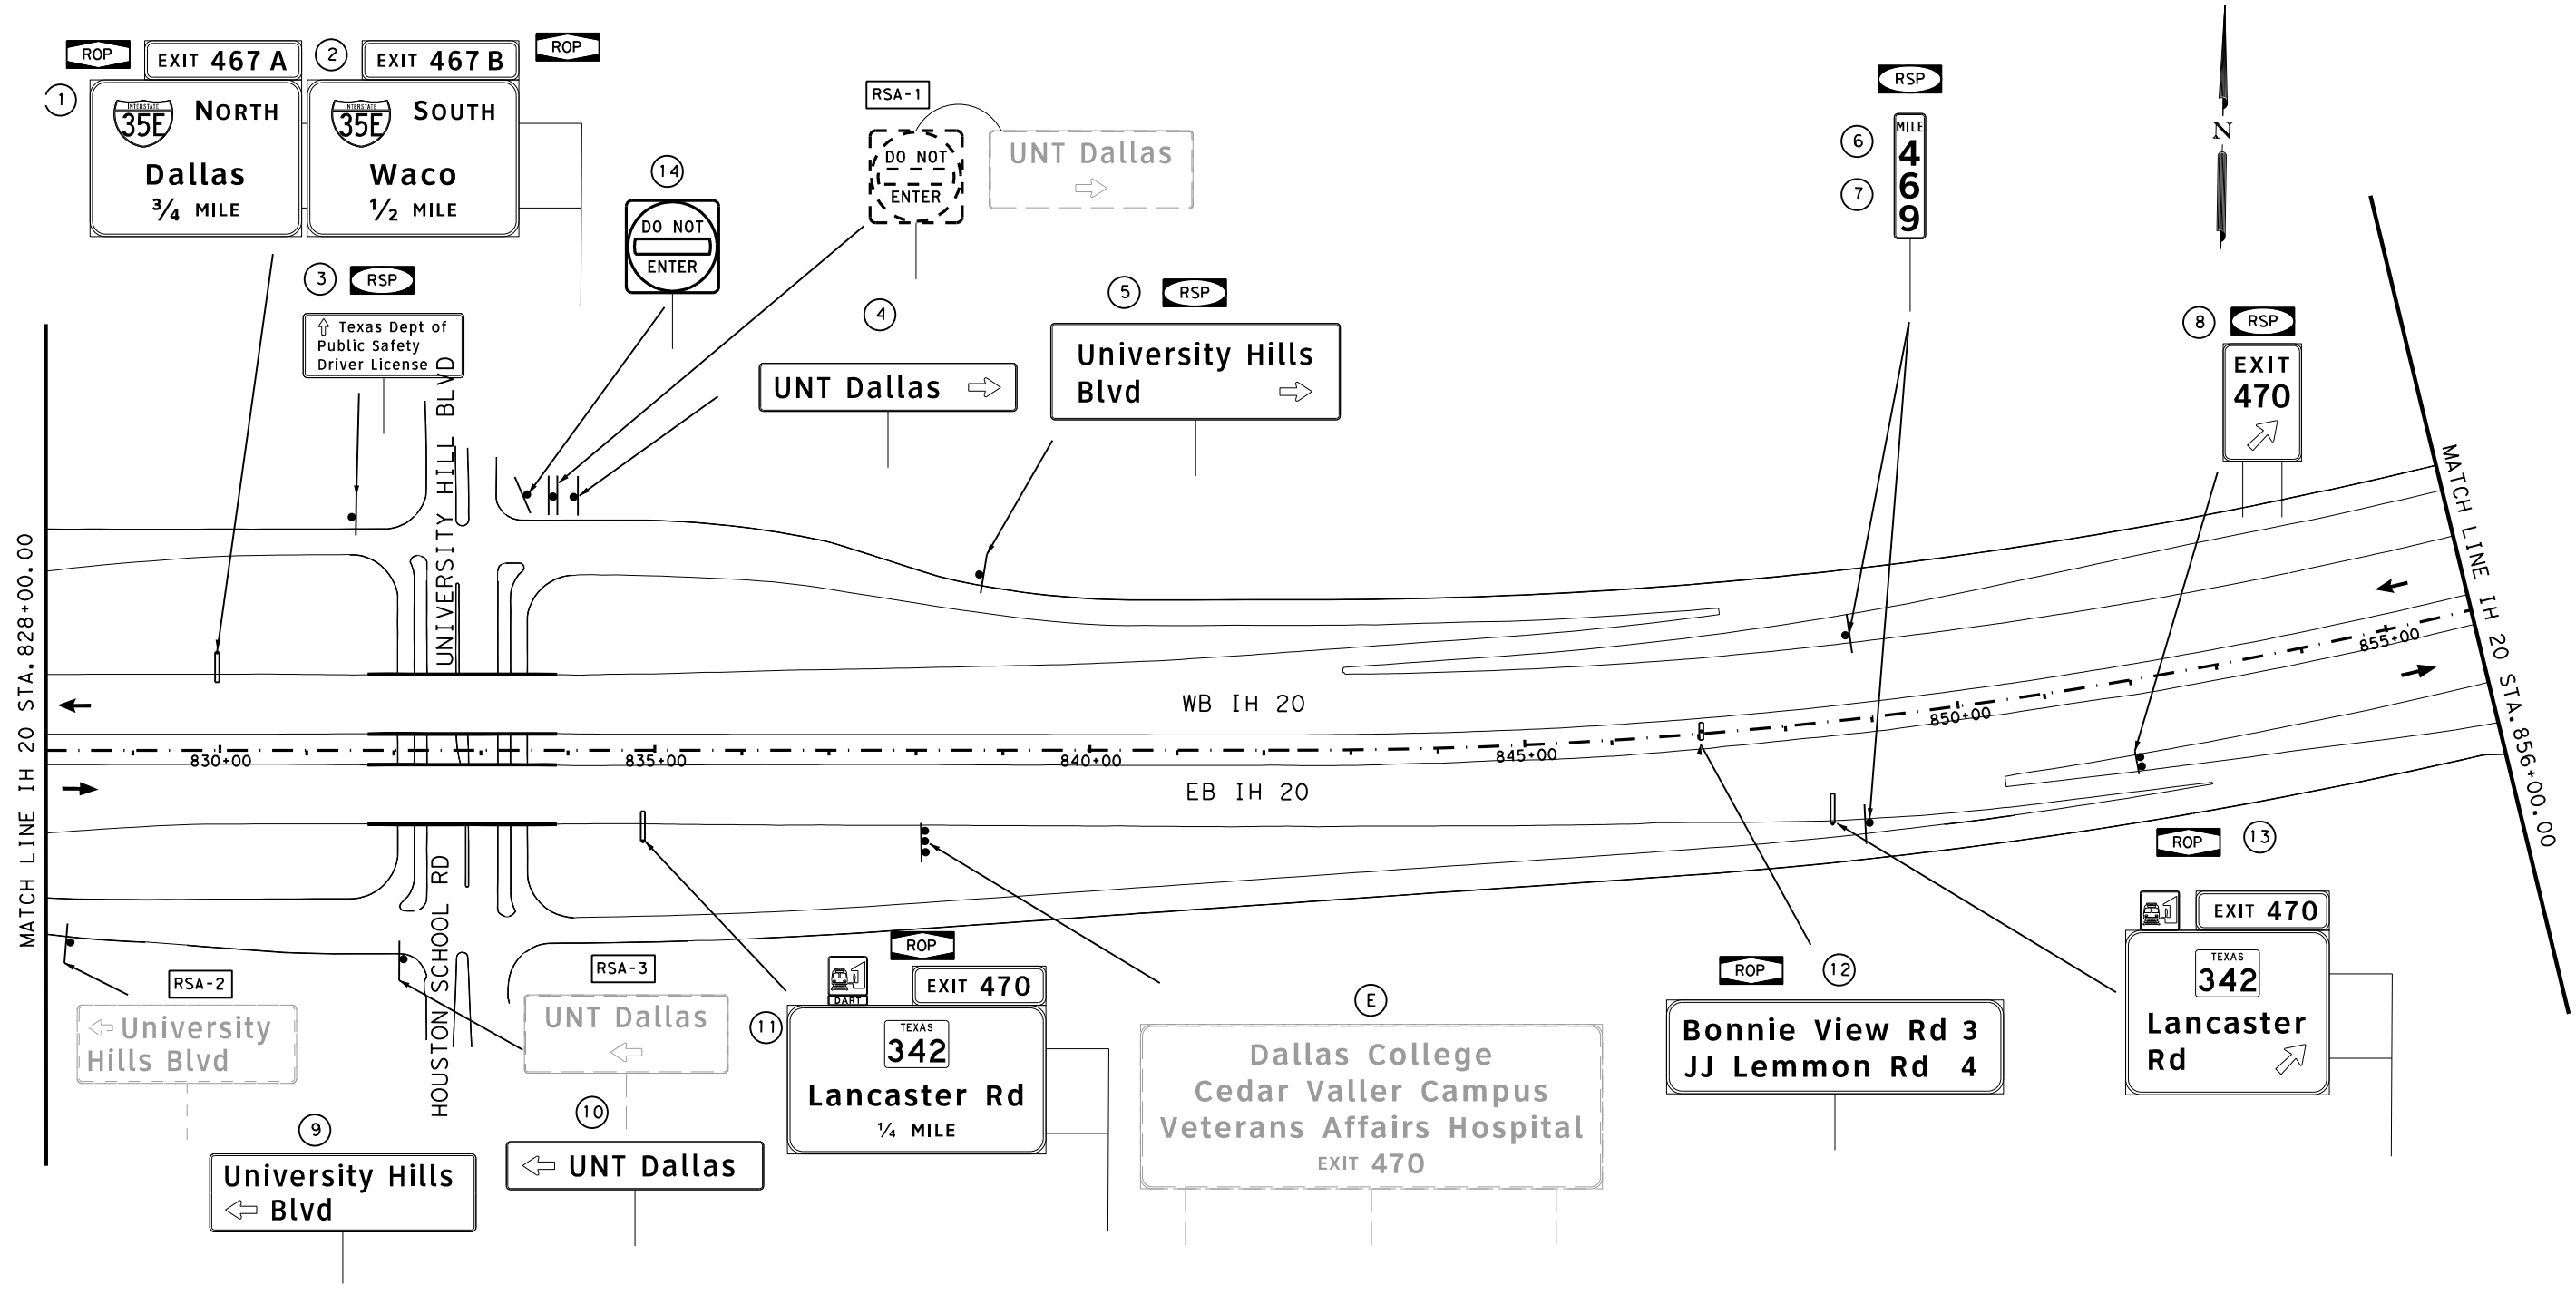 ROP
EXIT 467 A
2
EXIT 467 B
ROP
1
INTERSTATE
35E
NORTH
Dallas
3/4 MILE
INTERSTATE
35E
SOUTH
Waco
1/2 MILE
3
RSP
⇧ Texas Dept of
Public Safety
Driver License
14
DO NOT
ENTER
RSA-1
DO NOT
ENTER
UNT Dallas
⇨
4
UNT Dallas ⇨
5
RSP
University Hills
Blvd ⇨
RSP
6
7
MILE
4
6
9
N
8
RSP
EXIT
470
UNIVERSITY HILL BLVD
HOUSTON SCHOOL RD
MATCH LINE IH 20 STA.828+00.00
MATCH LINE IH 20 STA.856+00.00
WB IH 20
830+00
835+00
840+00
845+00
850+00
855+00
EB IH 20
RSA-2
⇦ University
Hills Blvd
9
University Hills
⇦ Blvd
RSA-3
UNT Dallas
⇦
10
⇦ UNT Dallas
ROP
DART
EXIT 470
11
TEXAS
342
Lancaster Rd
1/4 MILE
E
Dallas College
Cedar Valler Campus
Veterans Affairs Hospital
EXIT 470
ROP
12
Bonnie View Rd 3
JJ Lemmon Rd 4
ROP
13
EXIT 470
TEXAS
342
Lancaster
Rd